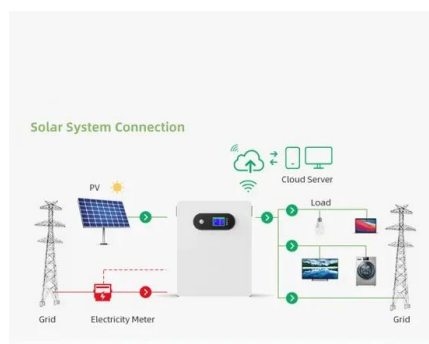 Solar System Connection
Cloud Server
PV
Load
Grid
Electricity Meter
Grid